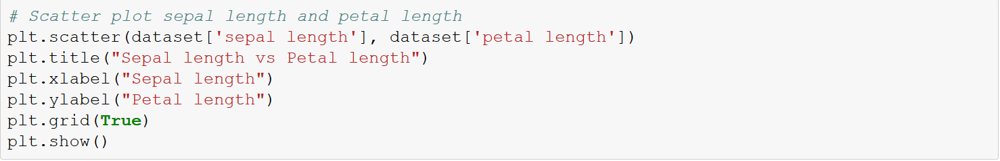 # Scatter plot sepal length and petal length
plt.scatter(dataset['sepal length'], dataset['petal length'])
plt.title("Sepal length vs Petal length")
plt.xlabel("Sepal length")
plt.ylabel("Petal length")
plt.grid(True)
plt.show()